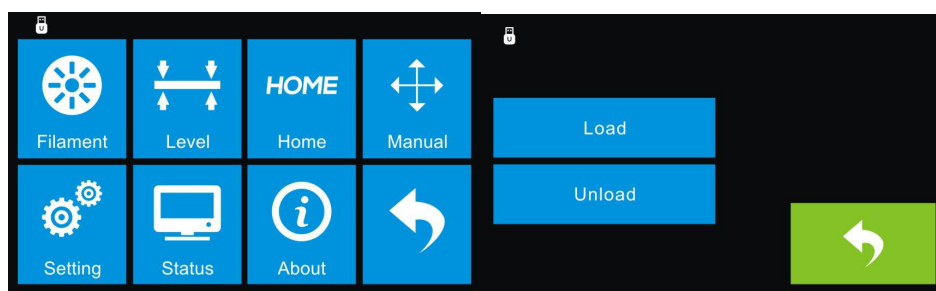 U
U
HOME
Filament
Level
Home
Manual
Setting
Status
i
About
Load
Unload